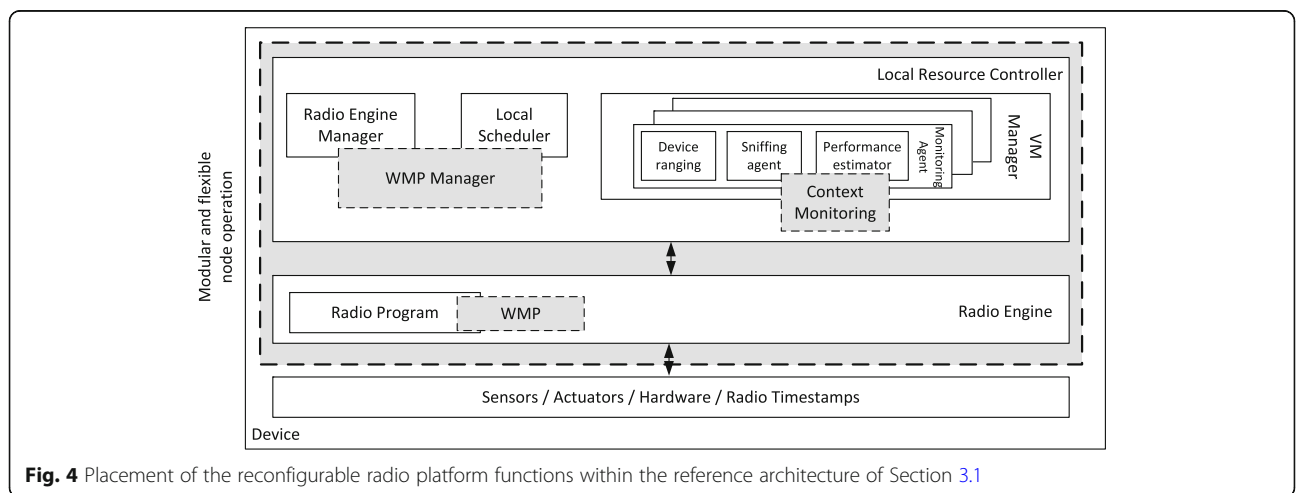 Local Resource Controller
Radio Engine
Manager
Local
Scheduler
WMP Manager
Device
ranging
Sniffing
agent
Performance
estimator
Monitoring
Agent
VM
Manager
Context
Monitoring
Modular and flexible
node operation
Radio Program
WMP
Radio Engine
Sensors / Actuators / Hardware / Radio Timestamps
Device
Fig. 4 Placement of the reconfigurable radio platform functions within the reference architecture of Section 3.1